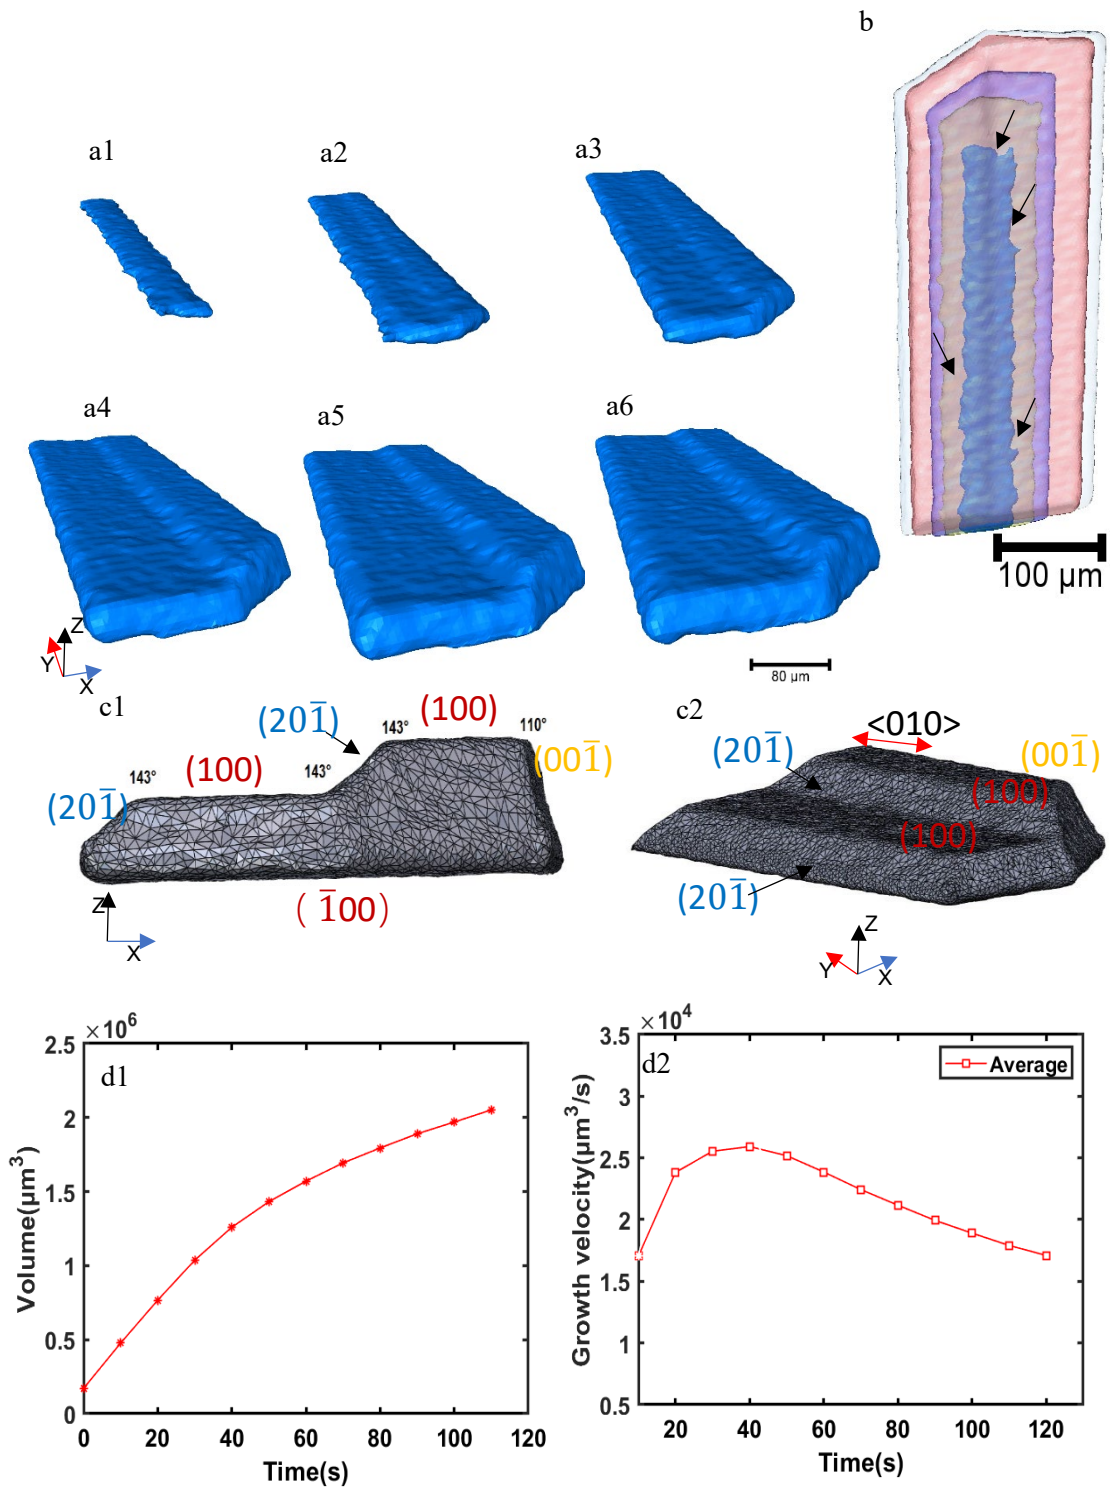 b
a1
a2
a3
100 µm
a4
a5
a6
Z
Y
X
80 µm
c1
(201̅)
143°
(100)
110°
(001̅)
143°
(100)
143°
(201̅)
(1̅00)
Z
X
c2
<010>
(201̅)
(001̅)
(100)
(100)
(201̅)
Z
Y
X
×10⁶
d1
2.5
2
1.5
1
0.5
0
Volume(µm³)
0 20 40 60 80 100 120
Time(s)
×10⁴
d2
Average
3.5
3
2.5
2
1.5
1
0.5
Growth velocity(µm³/s)
20 40 60 80 100 120
Time(s)